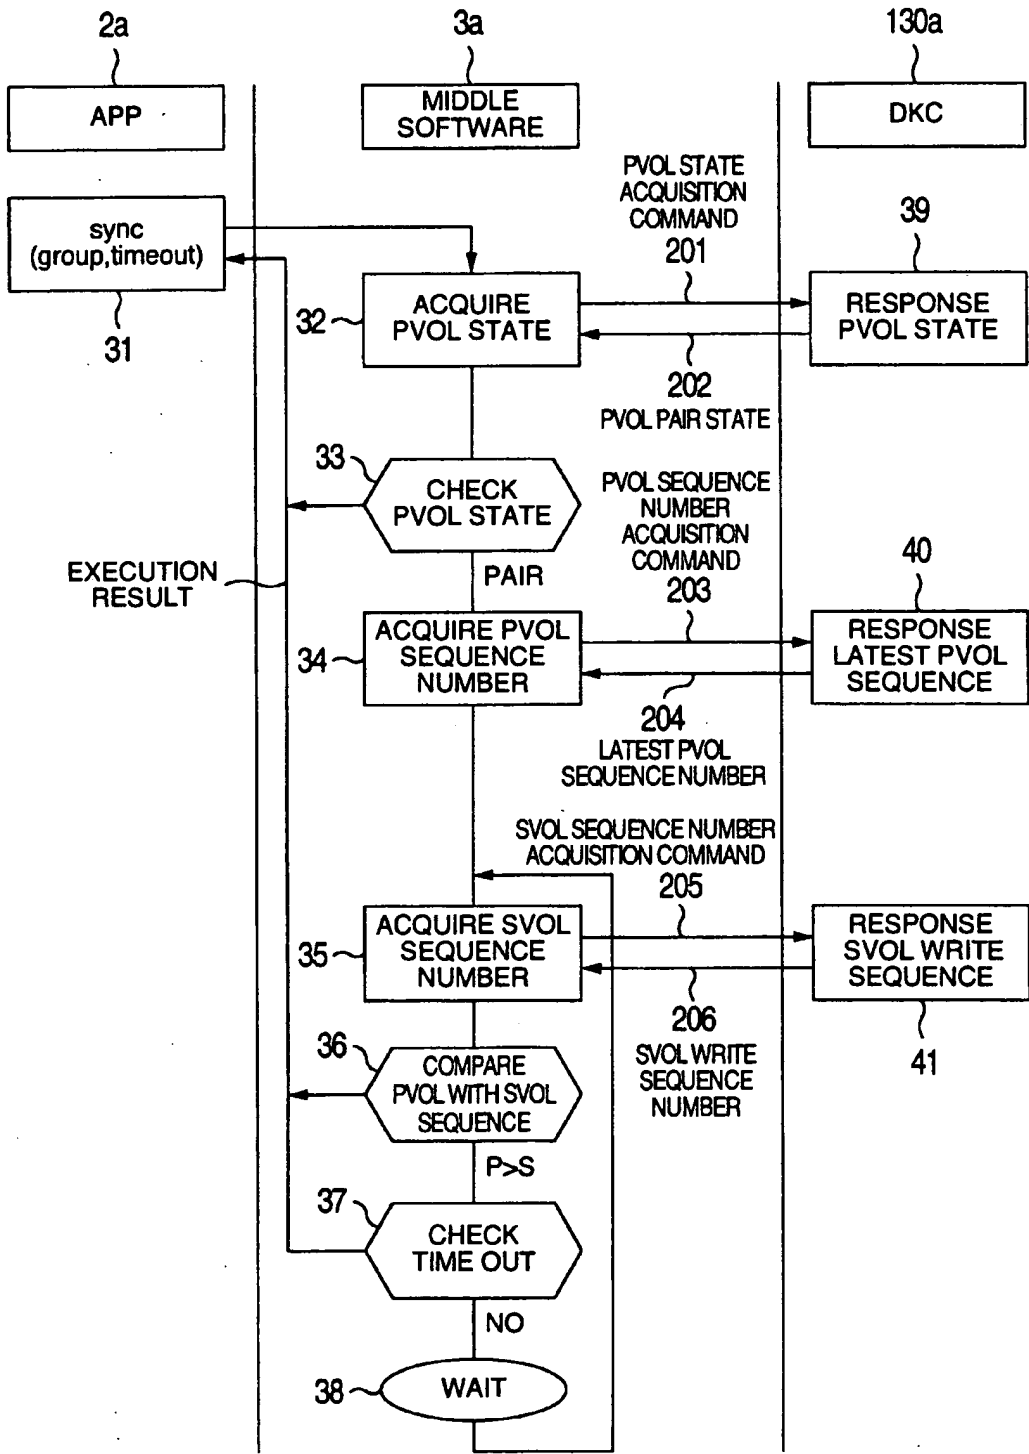 2a
3a
130a
APP
MIDDLE
SOFTWARE
DKC
PVOL STATE
ACQUISITION
COMMAND
201
39
sync
(group,timeout)
31
32
ACQUIRE
PVOL STATE
RESPONSE
PVOL STATE
202
PVOL PAIR STATE
33
CHECK
PVOL STATE
PVOL SEQUENCE
NUMBER
ACQUISITION
COMMAND
203
40
EXECUTION
RESULT
PAIR
34
ACQUIRE PVOL
SEQUENCE
NUMBER
RESPONSE
LATEST PVOL
SEQUENCE
204
LATEST PVOL
SEQUENCE NUMBER
SVOL SEQUENCE NUMBER
ACQUISITION COMMAND
205
35
ACQUIRE SVOL
SEQUENCE
NUMBER
RESPONSE
SVOL WRITE
SEQUENCE
206
SVOL WRITE
SEQUENCE
NUMBER
41
36
COMPARE
PVOL WITH SVOL
SEQUENCE
P>S
37
CHECK
TIME OUT
NO
38
WAIT